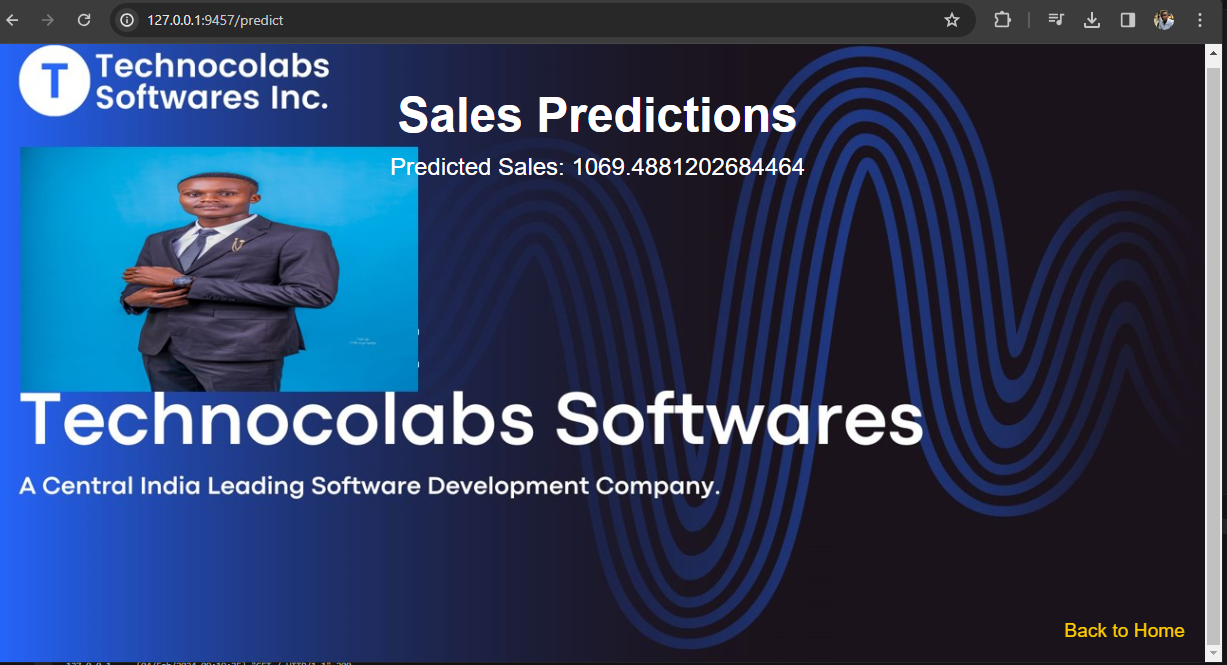 127.0.0.1:9457/predict
T
Technocolabs
Softwares Inc.
Sales Predictions
Predicted Sales: 1069.4881202684464
Technocolabs Softwares
A Central India Leading Software Development Company.
Back to Home